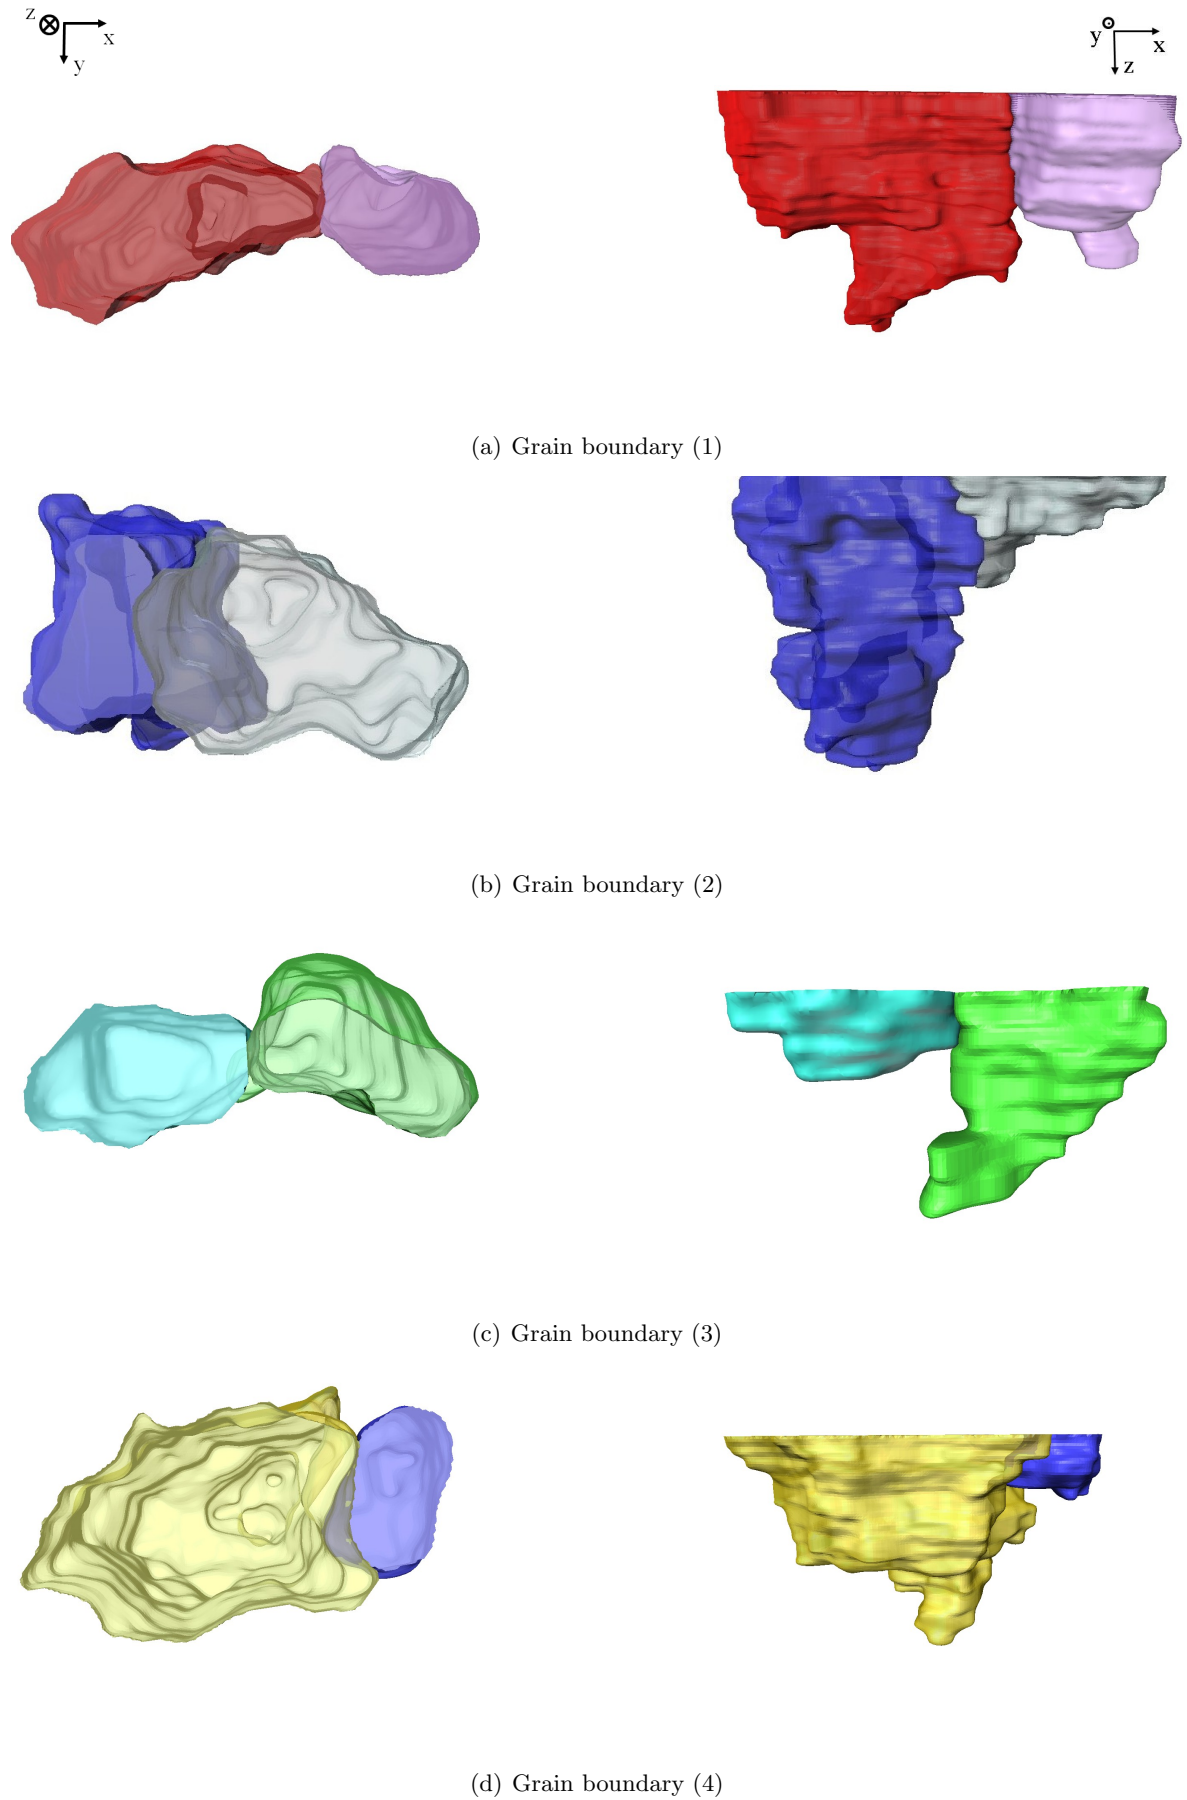 z
x
y
y
x
z
(a) Grain boundary (1)
(b) Grain boundary (2)
(c) Grain boundary (3)
(d) Grain boundary (4)